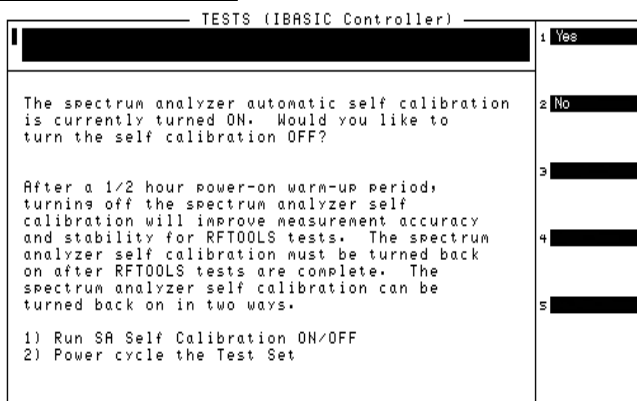 TESTS (IBASIC Controller)
1 Yes
The spectrum analyzer automatic self calibration
is currently turned ON. Would you like to
turn the self calibration OFF?
2 No
3
After a 1/2 hour power-on warm-up period,
turning off the spectrum analyzer self
calibration will improve measurement accuracy
and stability for RFTOOLS tests. The spectrum
analyzer self calibration must be turned back
on after RFTOOLS tests are complete. The
spectrum analyzer self calibration can be
turned back on in two ways.
4
5
1) Run SA Self Calibration ON/OFF
2) Power cycle the Test Set